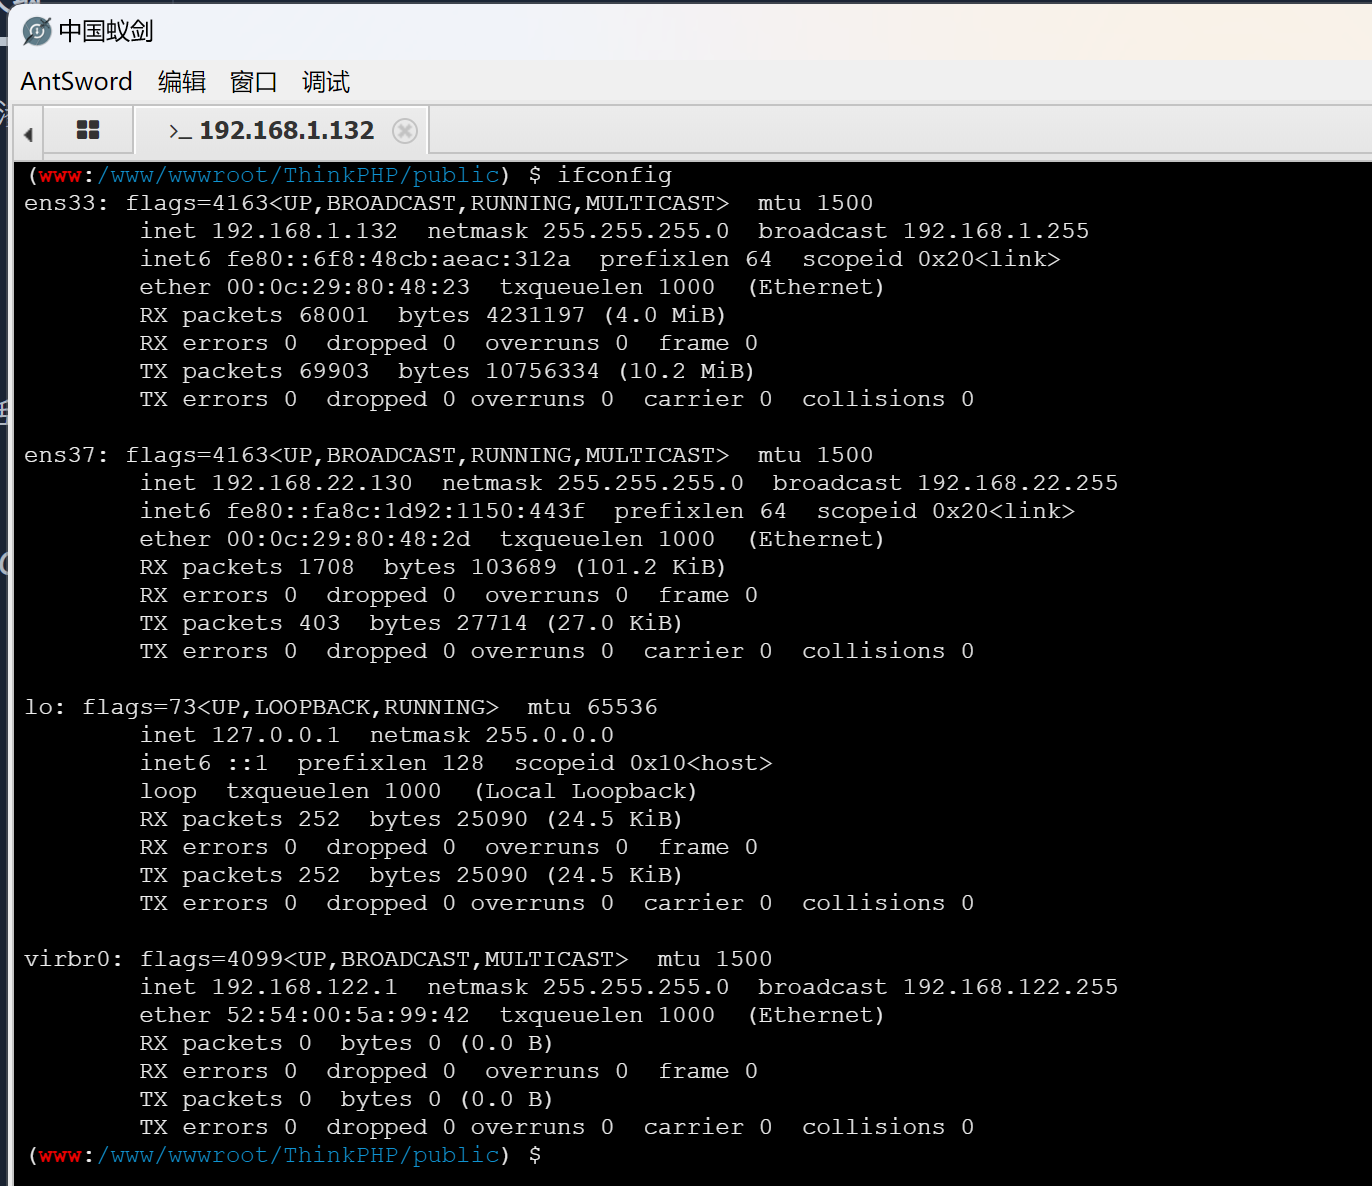 中国蚁剑
AntSword 编辑 窗口 调试
>_ 192.168.1.132
(www:/www/wwwroot/ThinkPHP/public) $ ifconfig
ens33: flags=4163<UP,BROADCAST,RUNNING,MULTICAST>  mtu 1500
        inet 192.168.1.132  netmask 255.255.255.0  broadcast 192.168.1.255
        inet6 fe80::6f8:48cb:aeac:312a  prefixlen 64  scopeid 0x20<link>
        ether 00:0c:29:80:48:23  txqueuelen 1000  (Ethernet)
        RX packets 68001  bytes 4231197 (4.0 MiB)
        RX errors 0  dropped 0  overruns 0  frame 0
        TX packets 69903  bytes 10756334 (10.2 MiB)
        TX errors 0  dropped 0 overruns 0  carrier 0  collisions 0
ens37: flags=4163<UP,BROADCAST,RUNNING,MULTICAST>  mtu 1500
        inet 192.168.22.130  netmask 255.255.255.0  broadcast 192.168.22.255
        inet6 fe80::fa8c:1d92:1150:443f  prefixlen 64  scopeid 0x20<link>
        ether 00:0c:29:80:48:2d  txqueuelen 1000  (Ethernet)
        RX packets 1708  bytes 103689 (101.2 KiB)
        RX errors 0  dropped 0  overruns 0  frame 0
        TX packets 403  bytes 27714 (27.0 KiB)
        TX errors 0  dropped 0 overruns 0  carrier 0  collisions 0
lo: flags=73<UP,LOOPBACK,RUNNING>  mtu 65536
        inet 127.0.0.1  netmask 255.0.0.0
        inet6 ::1  prefixlen 128  scopeid 0x10<host>
        loop  txqueuelen 1000  (Local Loopback)
        RX packets 252  bytes 25090 (24.5 KiB)
        RX errors 0  dropped 0  overruns 0  frame 0
        TX packets 252  bytes 25090 (24.5 KiB)
        TX errors 0  dropped 0 overruns 0  carrier 0  collisions 0
virbr0: flags=4099<UP,BROADCAST,MULTICAST>  mtu 1500
        inet 192.168.122.1  netmask 255.255.255.0  broadcast 192.168.122.255
        ether 52:54:00:5a:99:42  txqueuelen 1000  (Ethernet)
        RX packets 0  bytes 0 (0.0 B)
        RX errors 0  dropped 0  overruns 0  frame 0
        TX packets 0  bytes 0 (0.0 B)
        TX errors 0  dropped 0 overruns 0  carrier 0  collisions 0
(www:/www/wwwroot/ThinkPHP/public) $